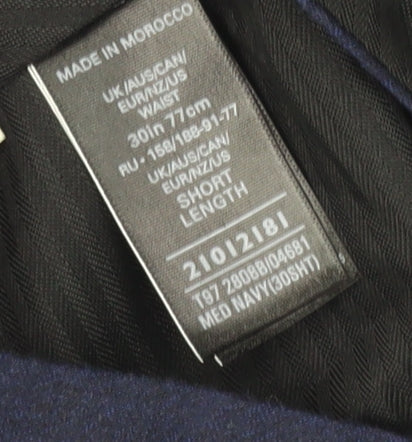 MADE IN MOROCCO
UK/AUS/CAN/
EUR/NZ/US
WAIST
30in 77cm
RU • 158/188-91-77
UK/AUS/CAN/
EUR/NZ/US
SHORT
LENGTH
21012181
T97 2808B/04681
MED NAVY(30SHT)